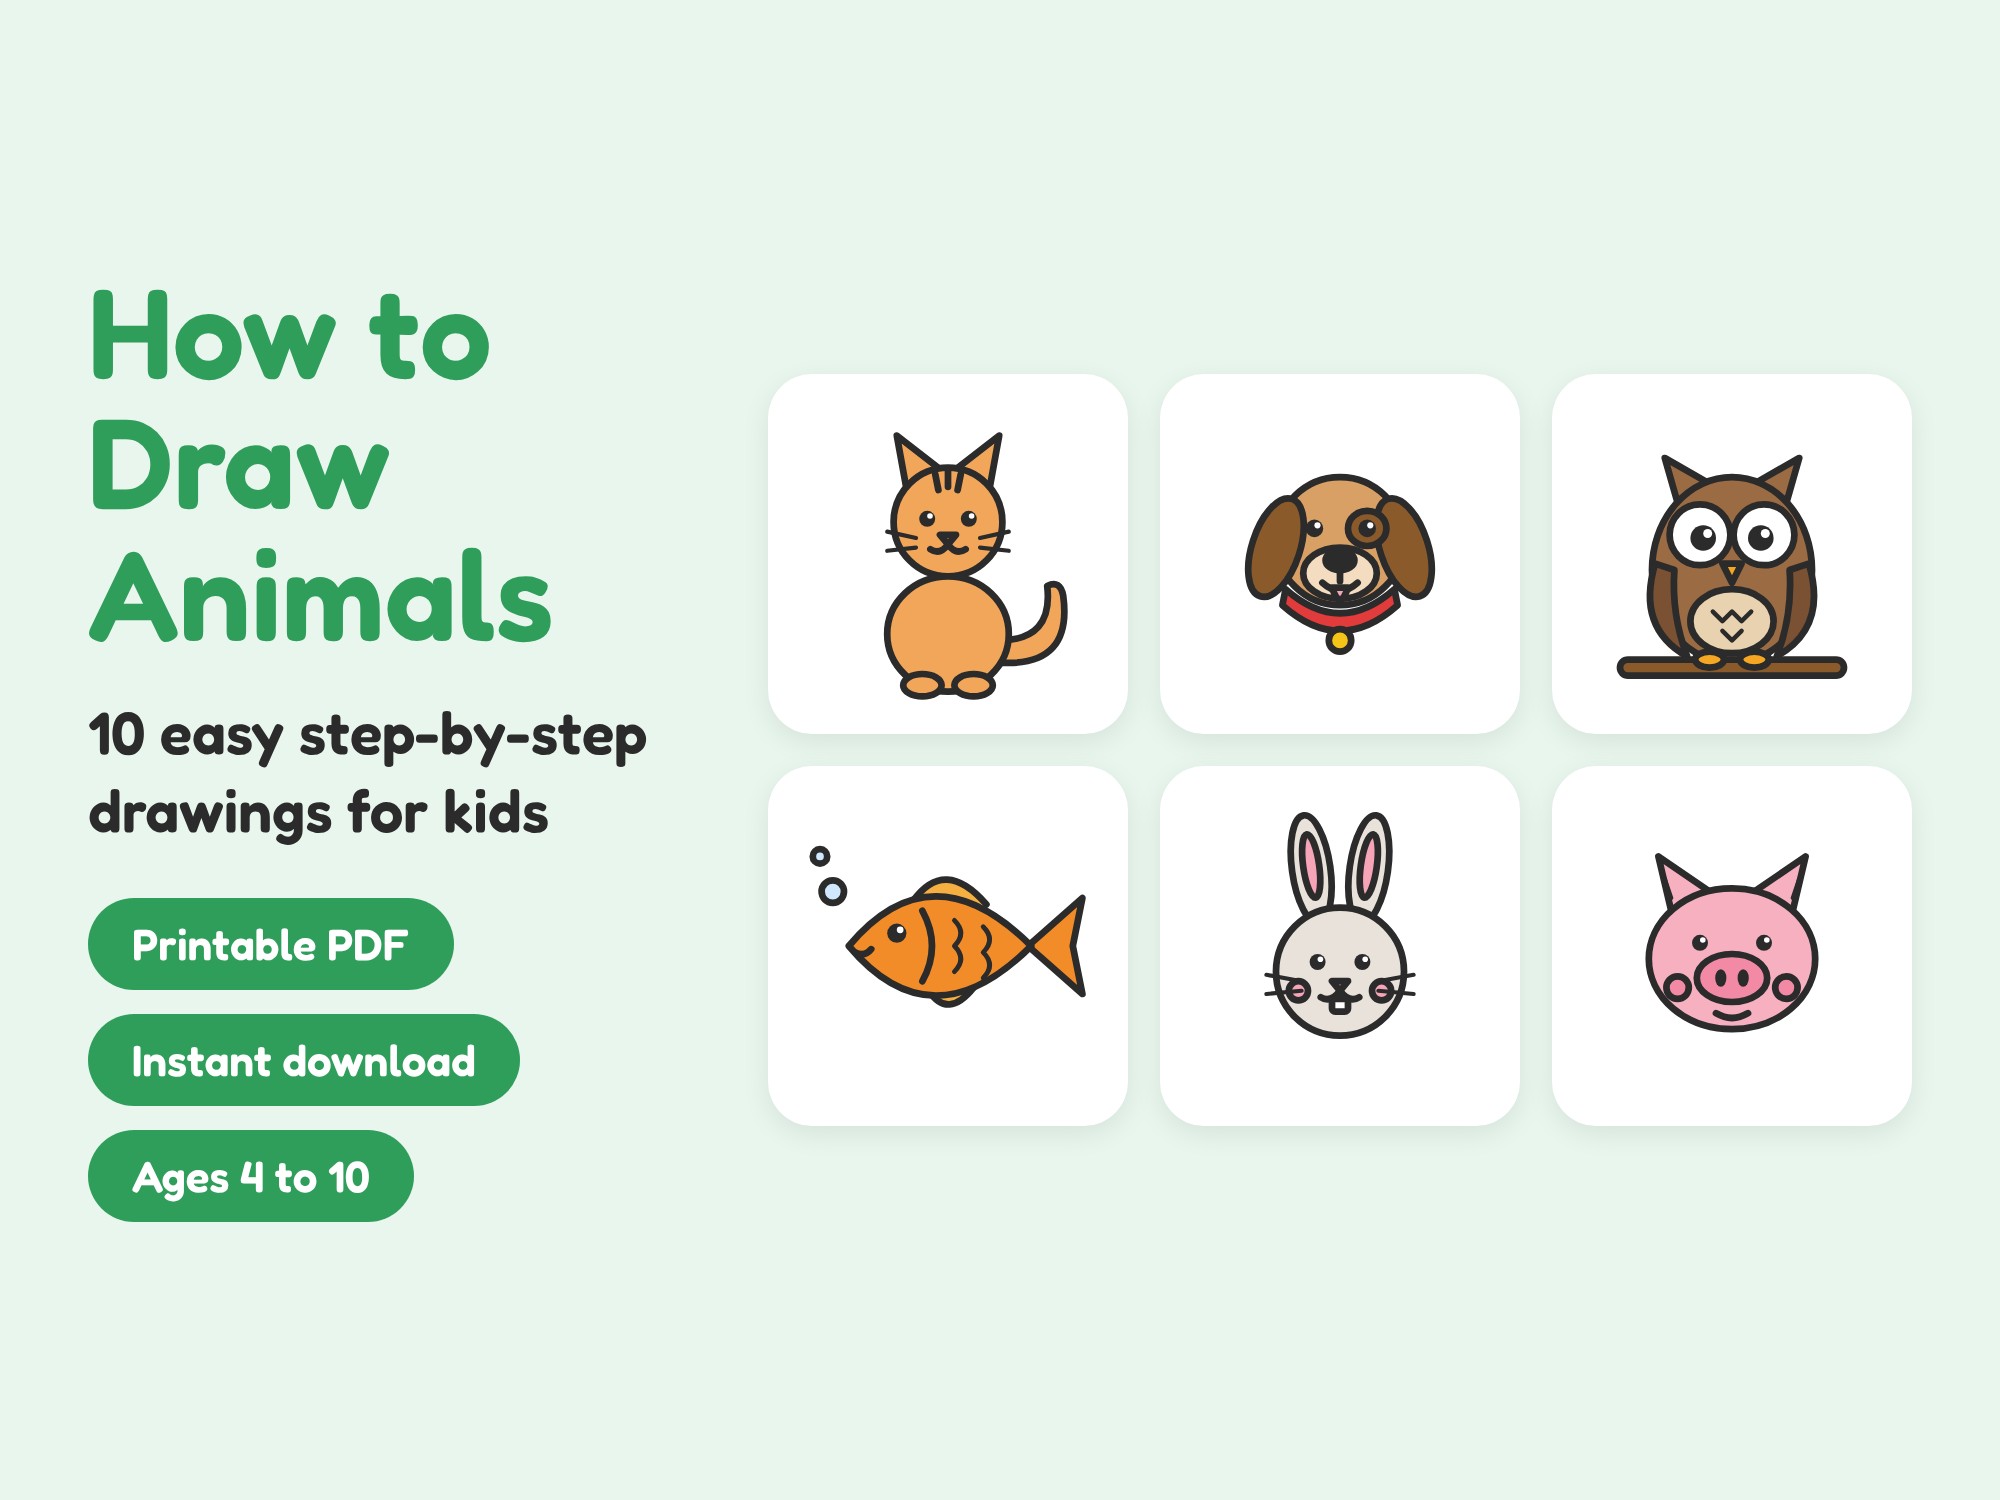 How to
Draw
Animals
10 easy step-by-step
drawings for kids
Printable PDF
Instant download
Ages 4 to 10